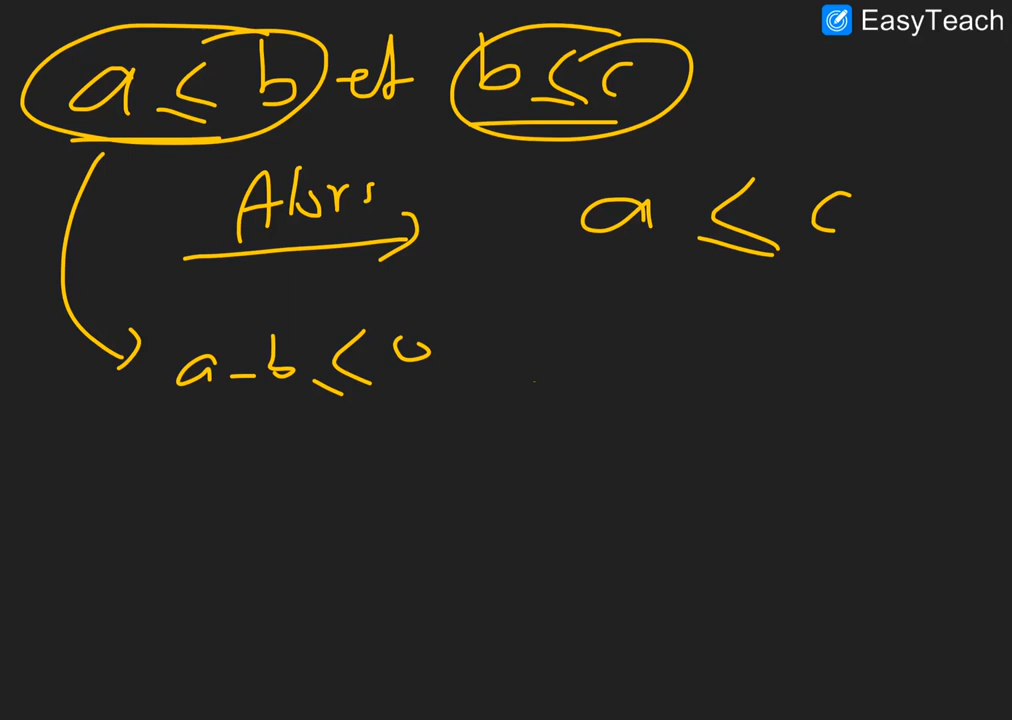 EasyTeach
a ≤ b et b ≤ c
Alors a ≤ c
a - b ≤ 0